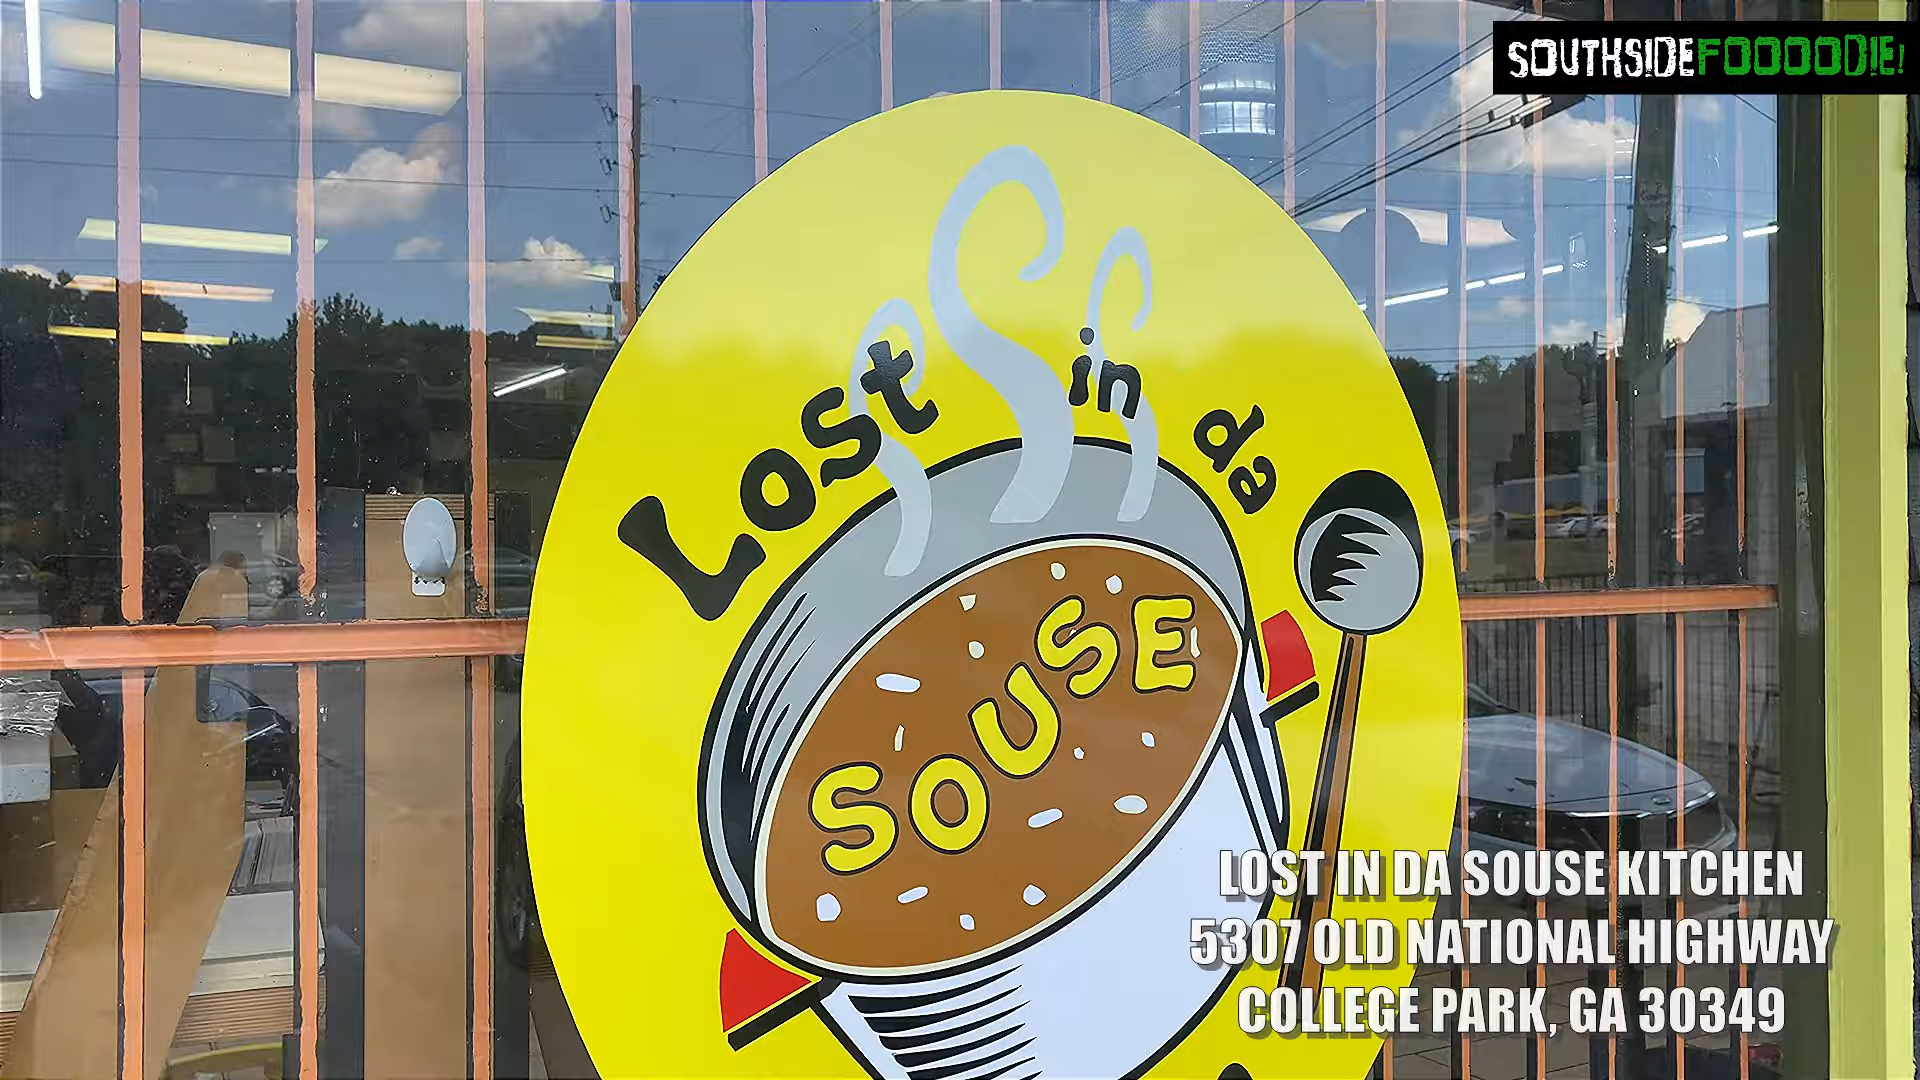 SOUTHSIDEFOOOODIE!
Lost in da
SOUSE
LOST IN DA SOUSE KITCHEN
5307 OLD NATIONAL HIGHWAY
COLLEGE PARK, GA 30349